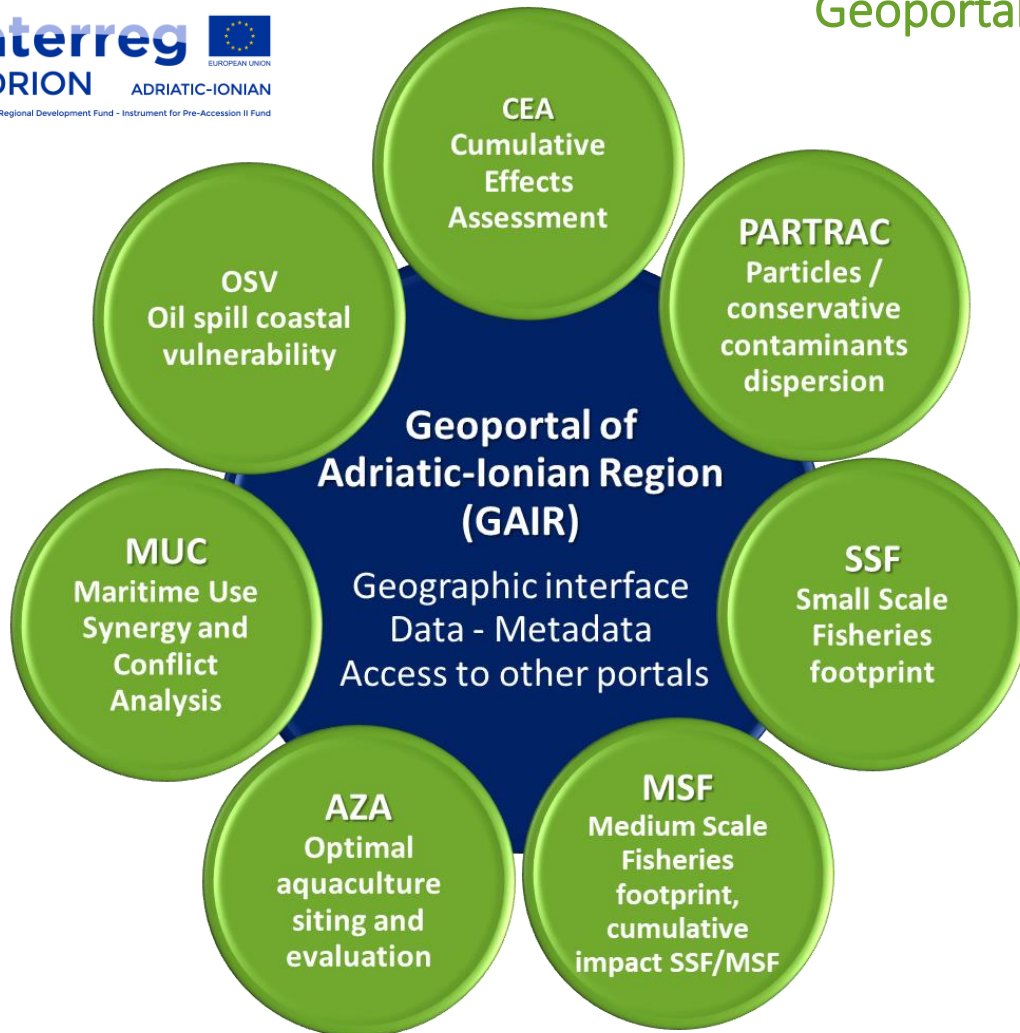 Geoportal
nterreg
EUROPEAN UNION
ORION
ADRIATIC-IONIAN
Regional Development Fund - Instrument for Pre-Accession II Fund
CEA
Cumulative
Effects
Assessment
PARTRAC
Particles /
conservative
contaminants
dispersion
OSV
Oil spill coastal
vulnerability
Geoportal of
Adriatic-Ionian Region
(GAIR)
Geographic interface
Data - Metadata
Access to other portals
MUC
Maritime Use
Synergy and
Conflict
Analysis
SSF
Small Scale
Fisheries
footprint
AZA
Optimal
aquaculture
siting and
evaluation
MSF
Medium Scale
Fisheries
footprint,
cumulative
impact SSF/MSF